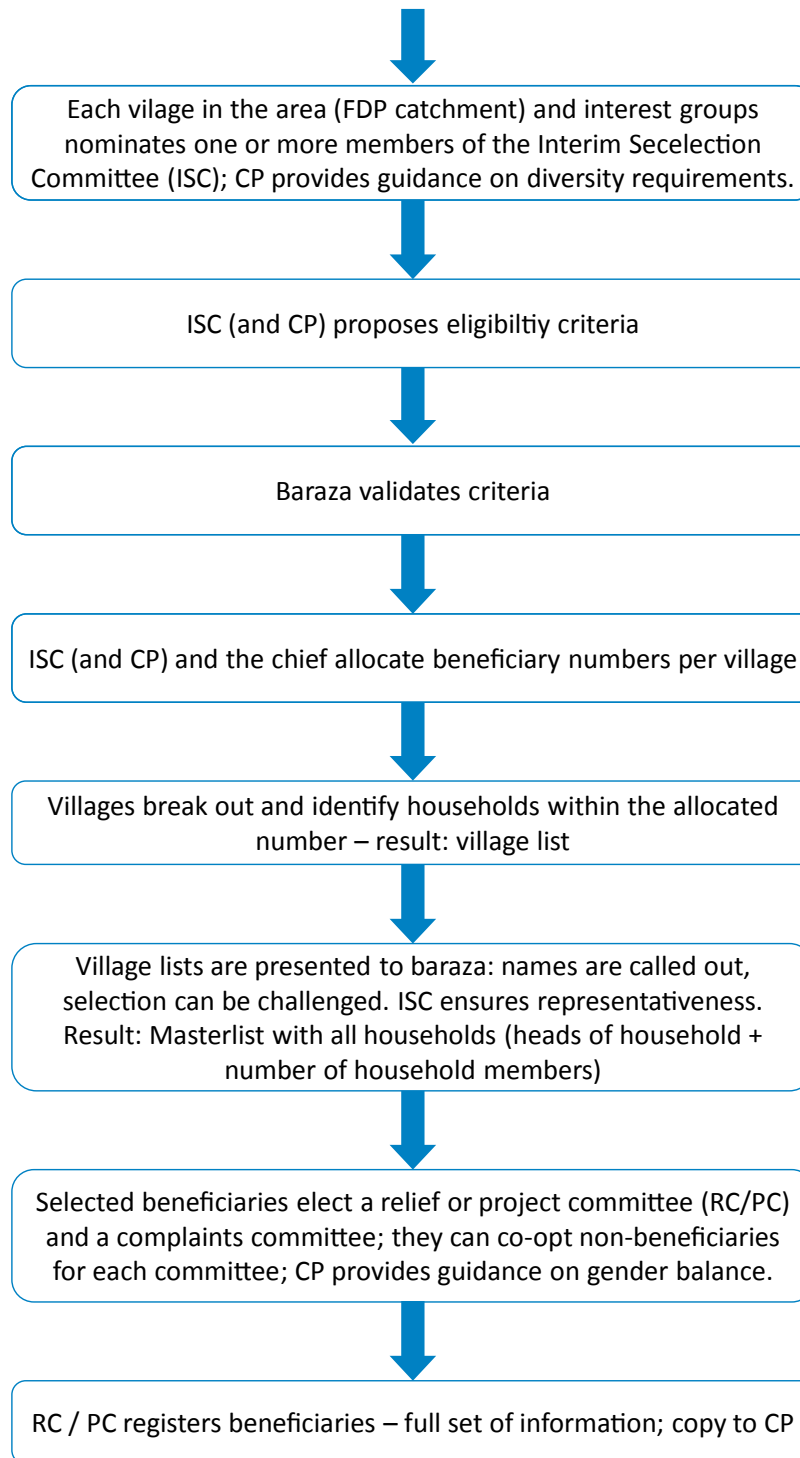 Each vilage in the area (FDP catchment) and interest groups
nominates one or more members of the Interim Secelection
Committee (ISC); CP provides guidance on diversity requirements.
ISC (and CP) proposes eligibiltiy criteria
Baraza validates criteria
ISC (and CP) and the chief allocate beneficiary numbers per village
Villages break out and identify households within the allocated
number – result: village list
Village lists are presented to baraza: names are called out,
selection can be challenged. ISC ensures representativeness.
Result: Masterlist with all households (heads of household +
number of household members)
Selected beneficiaries elect a relief or project committee (RC/PC)
and a complaints committee; they can co-opt non-beneficiaries
for each committee; CP provides guidance on gender balance.
RC / PC registers beneficiaries – full set of information; copy to CP